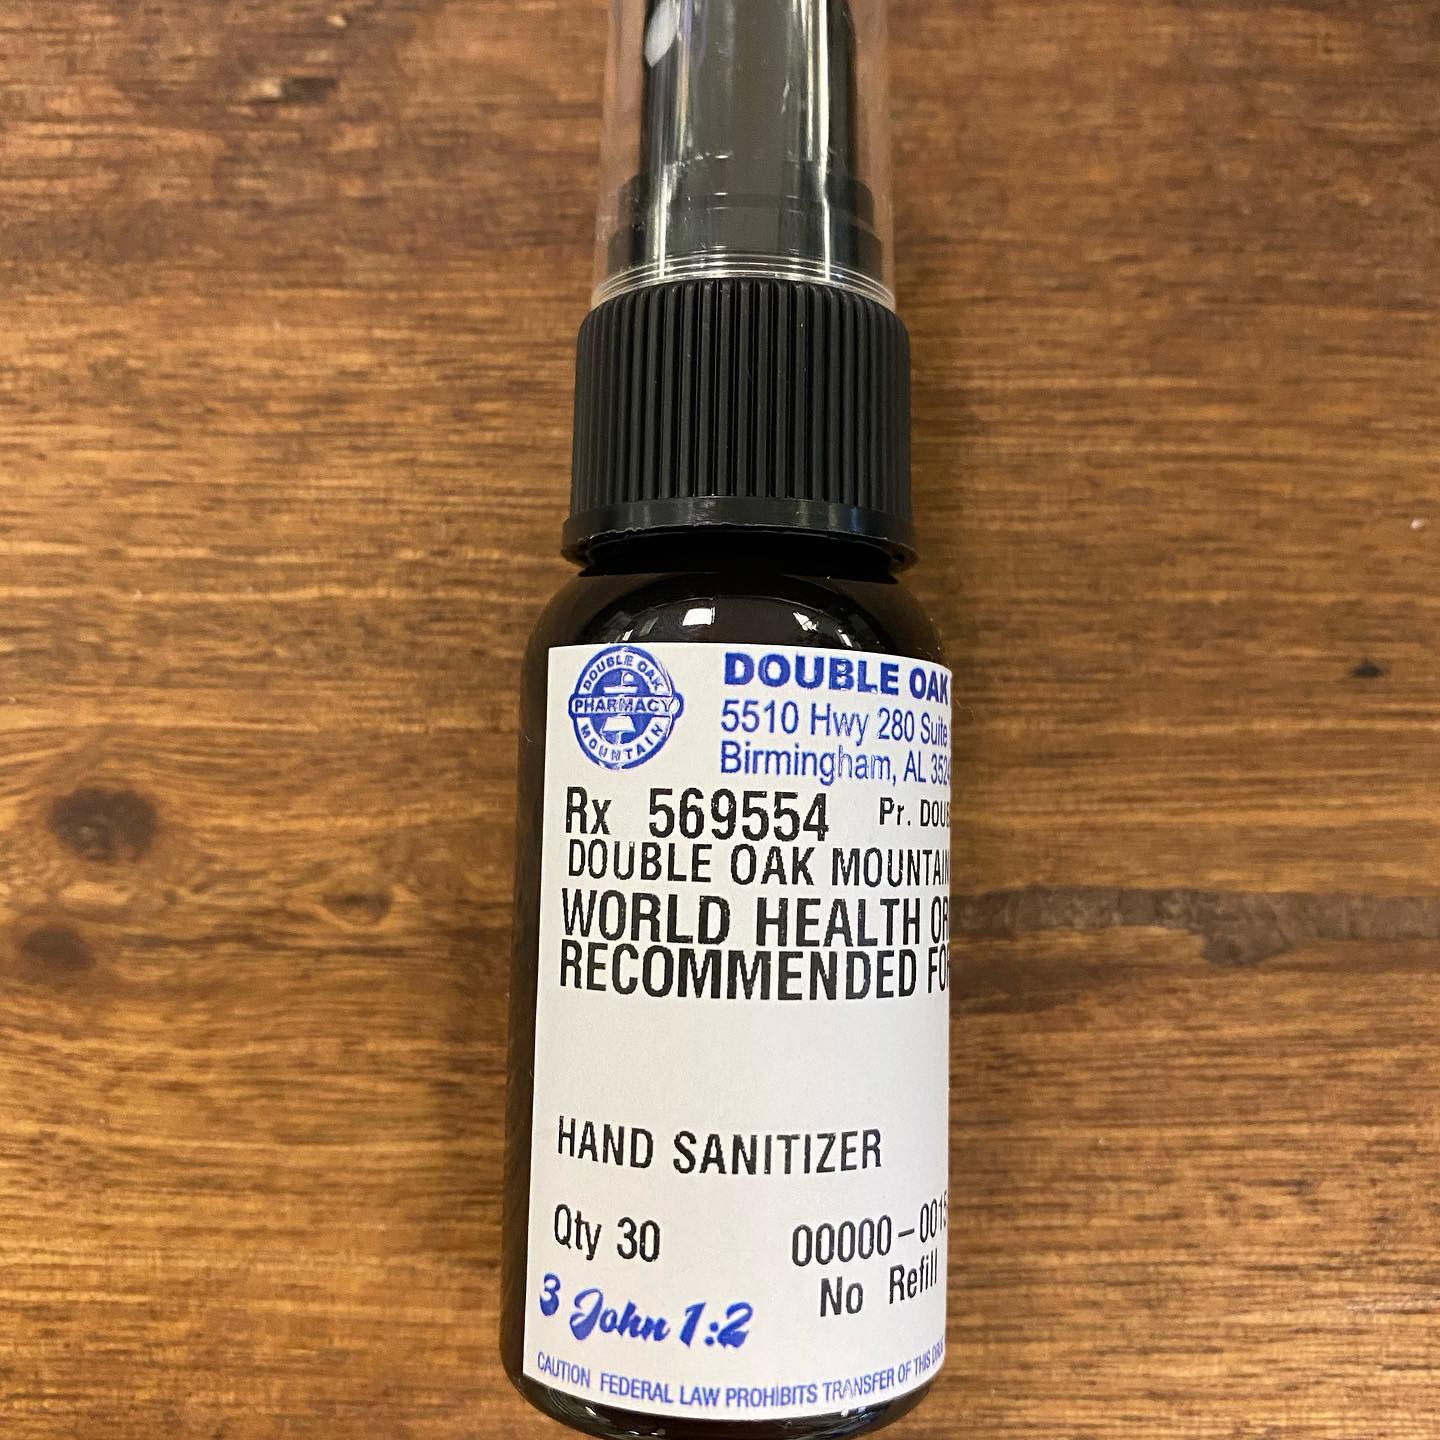 DOUBLE OAK
PHARMACY
MOUNTAIN
DOUBLE OAK
5510 Hwy 280 Suite
Birmingham, AL
Rx 569554 Pr.
DOUBLE OAK MOUNTAIN
WORLD HEALTH
RECOMMENDED
HAND SANITIZER
Qty 30 00000-001
No Refill
3 John 1:2
CAUTION FEDERAL LAW PROHIBITS TRANSFER OF THIS